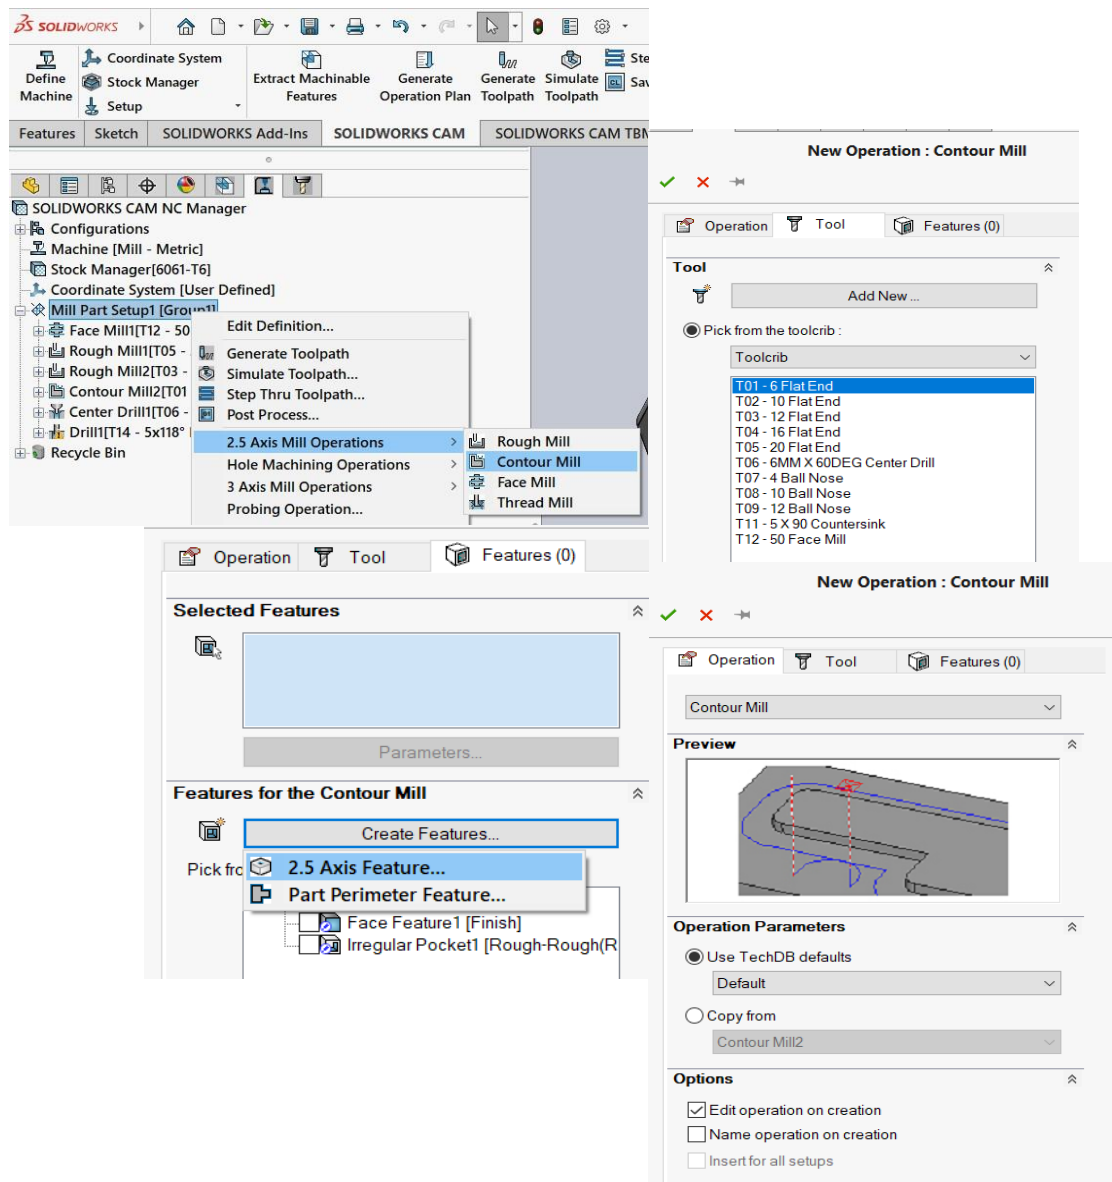 SOLIDWORKS
Define Machine
Coordinate System
Stock Manager
Setup
Extract Machinable Features
Generate Operation Plan
Generate Toolpath
Simulate Toolpath
Ste
Sav
Features Sketch SOLIDWORKS Add-Ins SOLIDWORKS CAM SOLIDWORKS CAM TBM
SOLIDWORKS CAM NC Manager
Configurations
Machine [Mill - Metric]
Stock Manager[6061-T6]
Coordinate System [User Defined]
Mill Part Setup1 [Group1]
Face Mill1[T12 - 50
Rough Mill1[T05 -
Rough Mill2[T03 -
Contour Mill2[T01
Center Drill1[T06 -
Drill1[T14 - 5x118°
Recycle Bin
Edit Definition...
Generate Toolpath
Simulate Toolpath...
Step Thru Toolpath...
Post Process...
2.5 Axis Mill Operations
Hole Machining Operations
3 Axis Mill Operations
Probing Operation...
Rough Mill
Contour Mill
Face Mill
Thread Mill
New Operation : Contour Mill
Operation Tool Features (0)
Tool
Add New ...
Pick from the toolcrib :
Toolcrib
T01 - 6 Flat End
T02 - 10 Flat End
T03 - 12 Flat End
T04 - 16 Flat End
T05 - 20 Flat End
T06 - 6MM X 60DEG Center Drill
T07 - 4 Ball Nose
T08 - 10 Ball Nose
T09 - 12 Ball Nose
T11 - 5 X 90 Countersink
T12 - 50 Face Mill
Operation Tool Features (0)
Selected Features
Parameters...
Features for the Contour Mill
Create Features...
Pick fro
2.5 Axis Feature...
Part Perimeter Feature...
Face Feature1 [Finish]
Irregular Pocket1 [Rough-Rough(R
New Operation : Contour Mill
Operation Tool Features (0)
Contour Mill
Preview
Operation Parameters
Use TechDB defaults
Default
Copy from
Contour Mill2
Options
Edit operation on creation
Name operation on creation
Insert for all setups